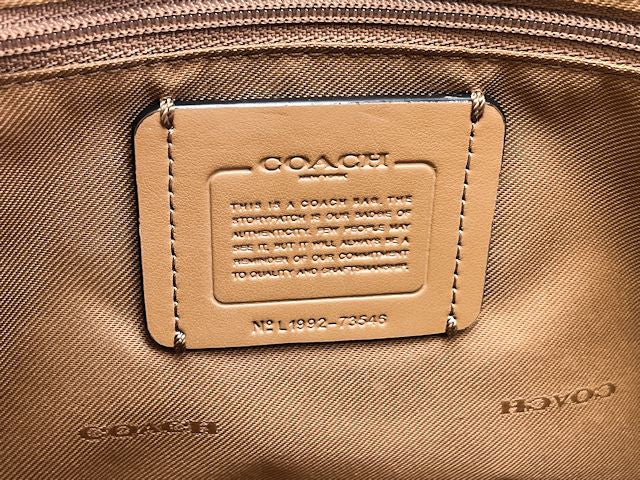 COACH
NEW YORK
THIS IS A COACH BAG. THE
STORYPATCH IS OUR BADGE OF
AUTHENTICITY. FEW PEOPLE MAY
SEE IT, BUT IT WILL ALWAYS BE A
REMINDER OF OUR COMMITMENT
TO QUALITY AND CRAFTSMANSHIP.
Nº L1992-73546
COACH
COACH